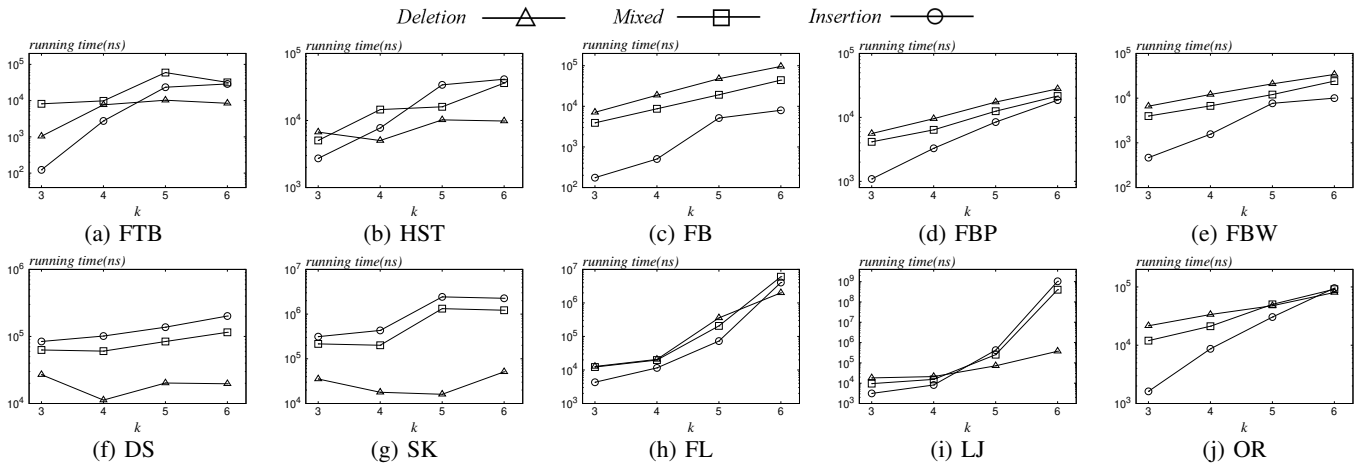 Deletion Mixed Insertion
running time(ns) running time(ns) running time(ns) running time(ns) running time(ns)
10^5 10^4 10^3 10^2
3 4 5 6
k
(a) FTB
10^5 10^4 10^3
3 4 5 6
k
(b) HST
10^5 10^4 10^3 10^2
3 4 5 6
k
(c) FB
10^5 10^4 10^3
3 4 5 6
k
(d) FBP
10^5 10^4 10^3 10^2
3 4 5 6
k
(e) FBW
running time(ns) running time(ns) running time(ns) running time(ns) running time(ns)
10^6 10^5 10^4
3 4 5 6
k
(f) DS
10^7 10^6 10^5 10^4
3 4 5 6
k
(g) SK
10^7 10^6 10^5 10^4 10^3
3 4 5 6
k
(h) FL
10^9 10^8 10^7 10^6 10^5 10^4 10^3
3 4 5 6
k
(i) LJ
10^5 10^4 10^3
3 4 5 6
k
(j) OR